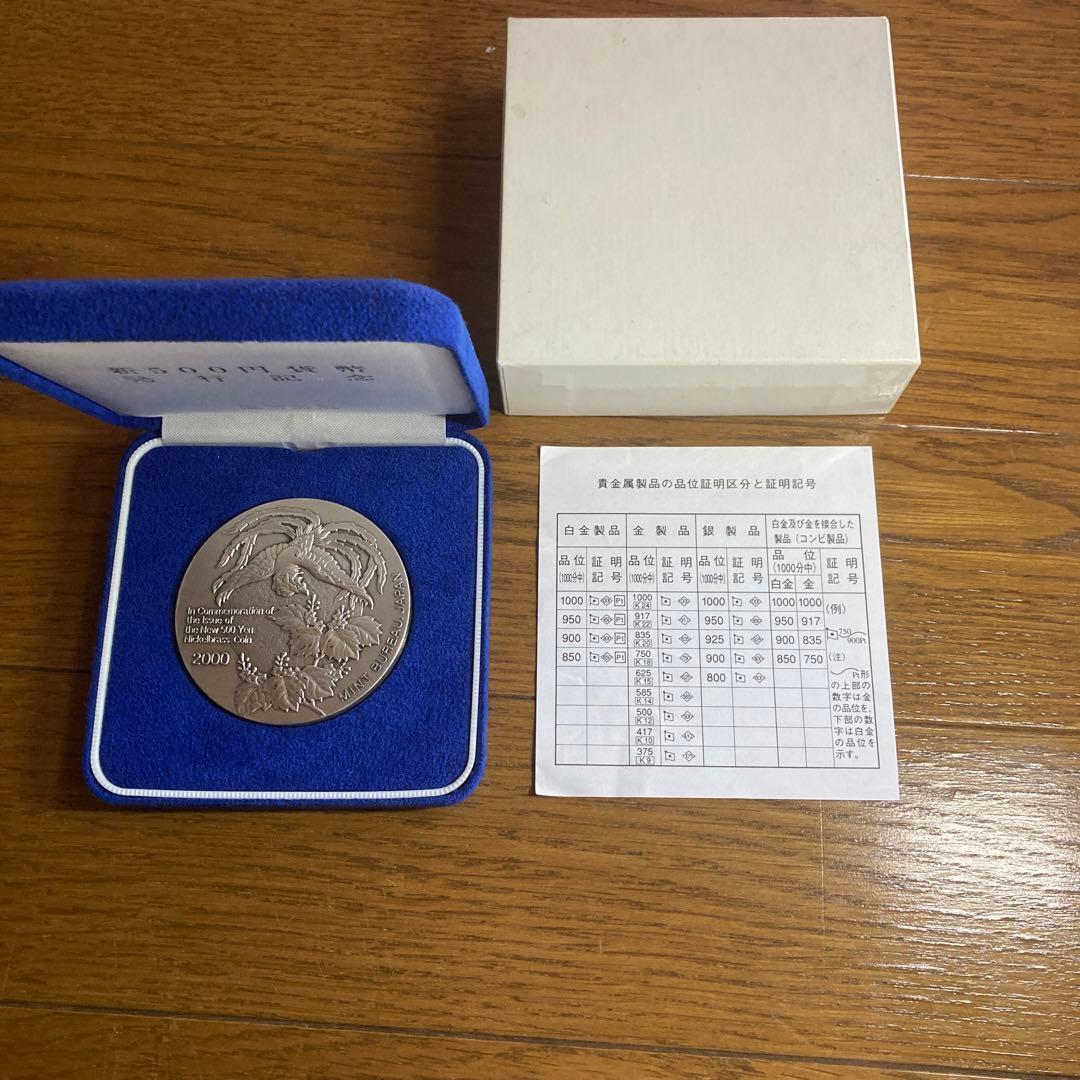 新500円貨幣
発行記念
In Commemoration of
the Issue of
the New 500 Yen
Nickelbrass Coin
2000
MINT BUREAU, JAPAN
貴金属製品の品位証明区分と証明記号
白金製品 金製品 銀製品 白金及び金を接合した
製品(コンビ製品)
品位 証明 品位 証明 品位 証明 品位 証明
(1000分中) 記号 (1000分中) 記号 (1000分中) 記号 (1000分中) 記号
白金 金
1000 Pt 1000 1000 1000 1000 (例)
K24
950 Pt 917 950 950 917 750
K22 900Pt
900 Pt 835 925 900 835
K20
850 Pt 750 900 850 750 (注)
K18
625 800 Pt形
K15 の上部の
585 数字は金
K14 の品位を、
500 下部の数
K12 字は白金
417 の品位を
K10 示す。
375
K9